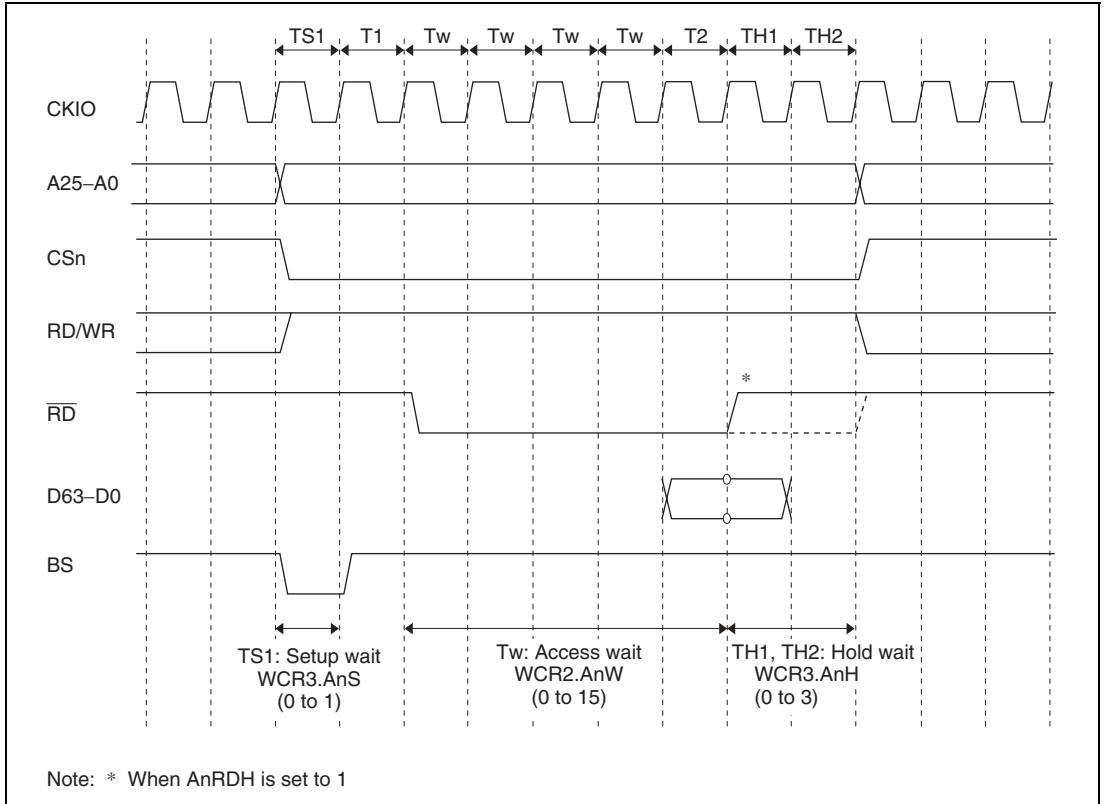 TS1 T1 Tw Tw Tw Tw T2 TH1 TH2
CKIO
A25–A0
CSn
RD/WR
*
RD
D63–D0
BS
TS1: Setup wait
WCR3.AnS
(0 to 1)
Tw: Access wait
WCR2.AnW
(0 to 15)
TH1, TH2: Hold wait
WCR3.AnH
(0 to 3)
Note: * When AnRDH is set to 1